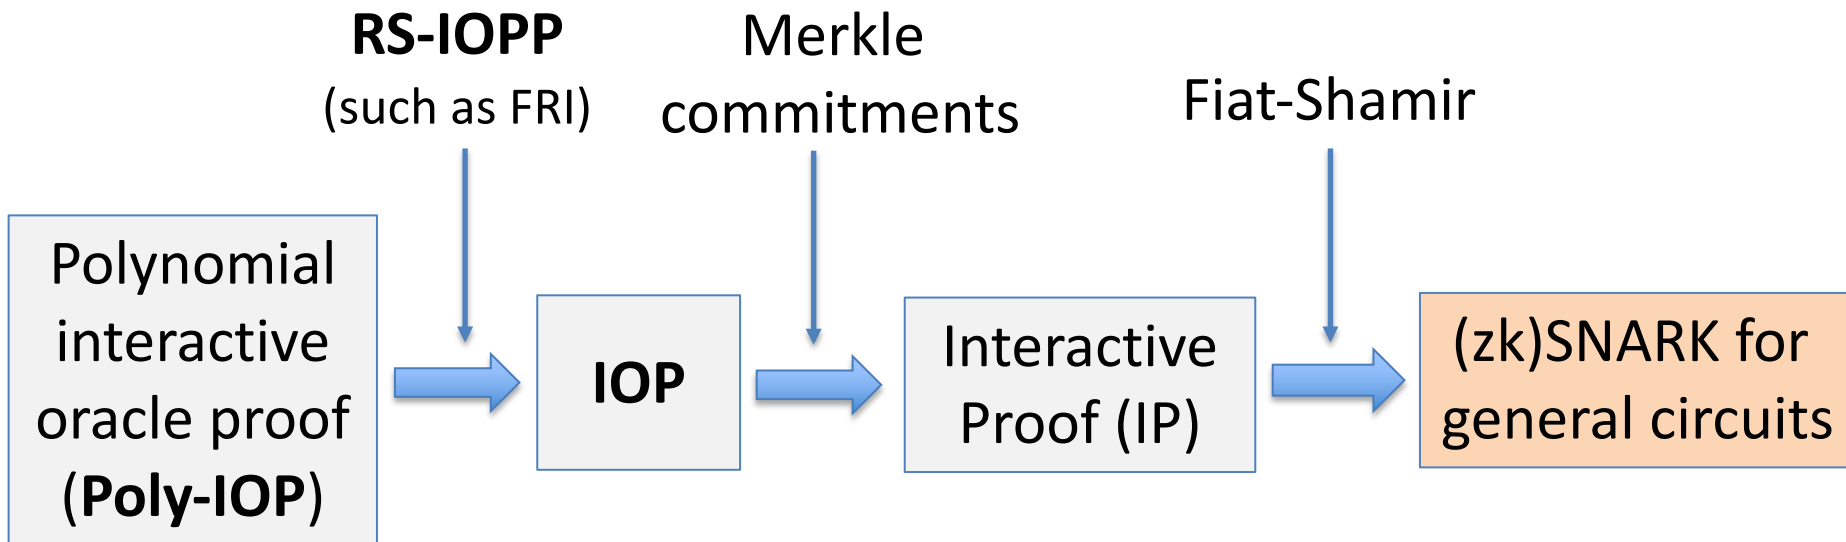 RS-IOPP
(such as FRI)
Merkle
commitments
Fiat-Shamir
Polynomial
interactive
oracle proof
(Poly-IOP)
IOP
Interactive
Proof (IP)
(zk)SNARK for
general circuits